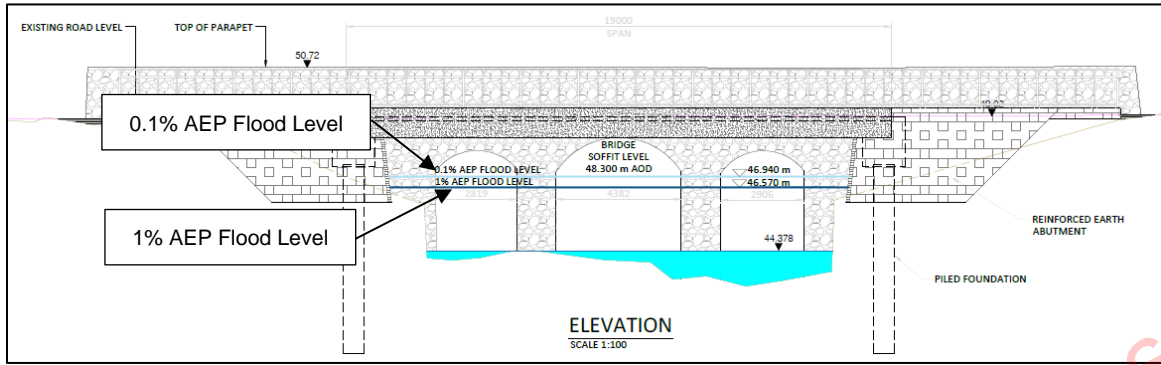 19000
SPAN
EXISTING ROAD LEVEL
TOP OF PARAPET
50.72
0.1% AEP Flood Level
BRIDGE
SOFFIT LEVEL
48.300 m AOD
0.1% AEP FLOOD LEVEL
46.940 m
1% AEP FLOOD LEVEL
46.570 m
2819
4382
2906
1% AEP Flood Level
44.378
REINFORCED EARTH
ABUTMENT
PILED FOUNDATION
ELEVATION
SCALE 1:100